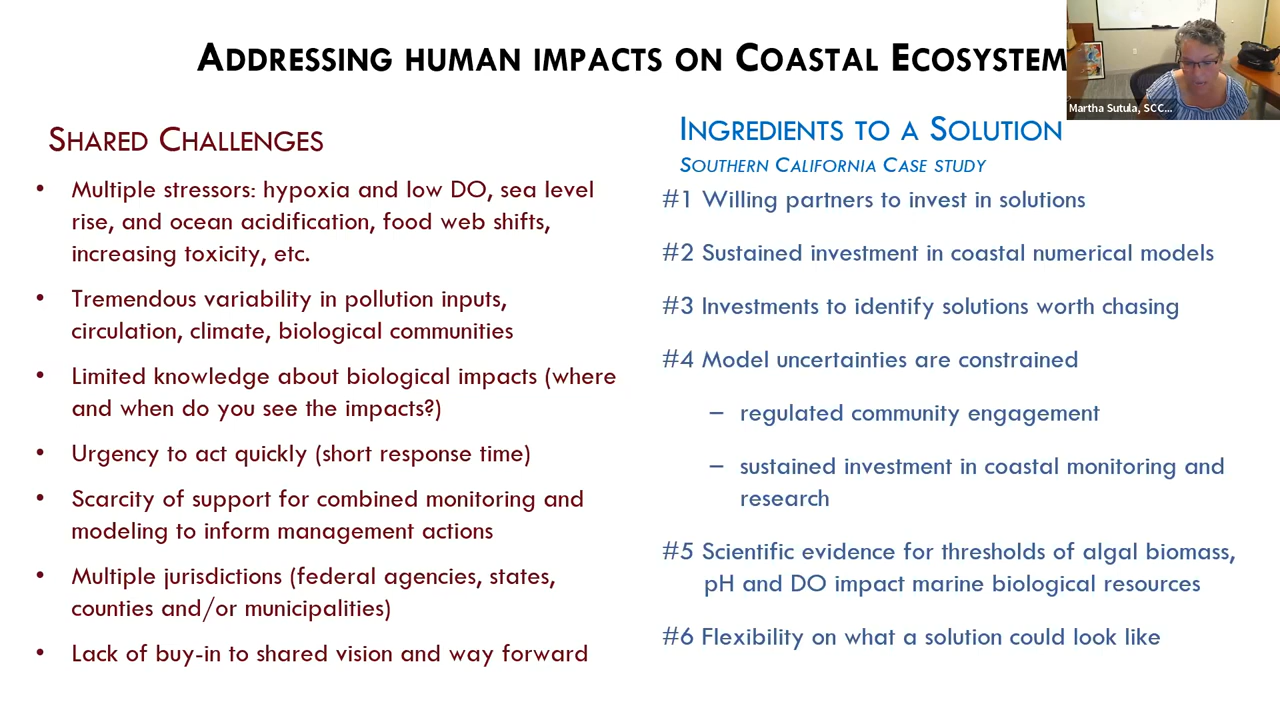 ADDRESSING HUMAN IMPACTS ON COASTAL ECOSYSTEM
Martha Sutula, SCC...
SHARED CHALLENGES
• Multiple stressors: hypoxia and low DO, sea level
rise, and ocean acidification, food web shifts,
increasing toxicity, etc.
• Tremendous variability in pollution inputs,
circulation, climate, biological communities
• Limited knowledge about biological impacts (where
and when do you see the impacts?)
• Urgency to act quickly (short response time)
• Scarcity of support for combined monitoring and
modeling to inform management actions
• Multiple jurisdictions (federal agencies, states,
counties and/or municipalities)
• Lack of buy-in to shared vision and way forward
INGREDIENTS TO A SOLUTION
SOUTHERN CALIFORNIA CASE STUDY
#1 Willing partners to invest in solutions
#2 Sustained investment in coastal numerical models
#3 Investments to identify solutions worth chasing
#4 Model uncertainties are constrained
– regulated community engagement
– sustained investment in coastal monitoring and
research
#5 Scientific evidence for thresholds of algal biomass,
pH and DO impact marine biological resources
#6 Flexibility on what a solution could look like